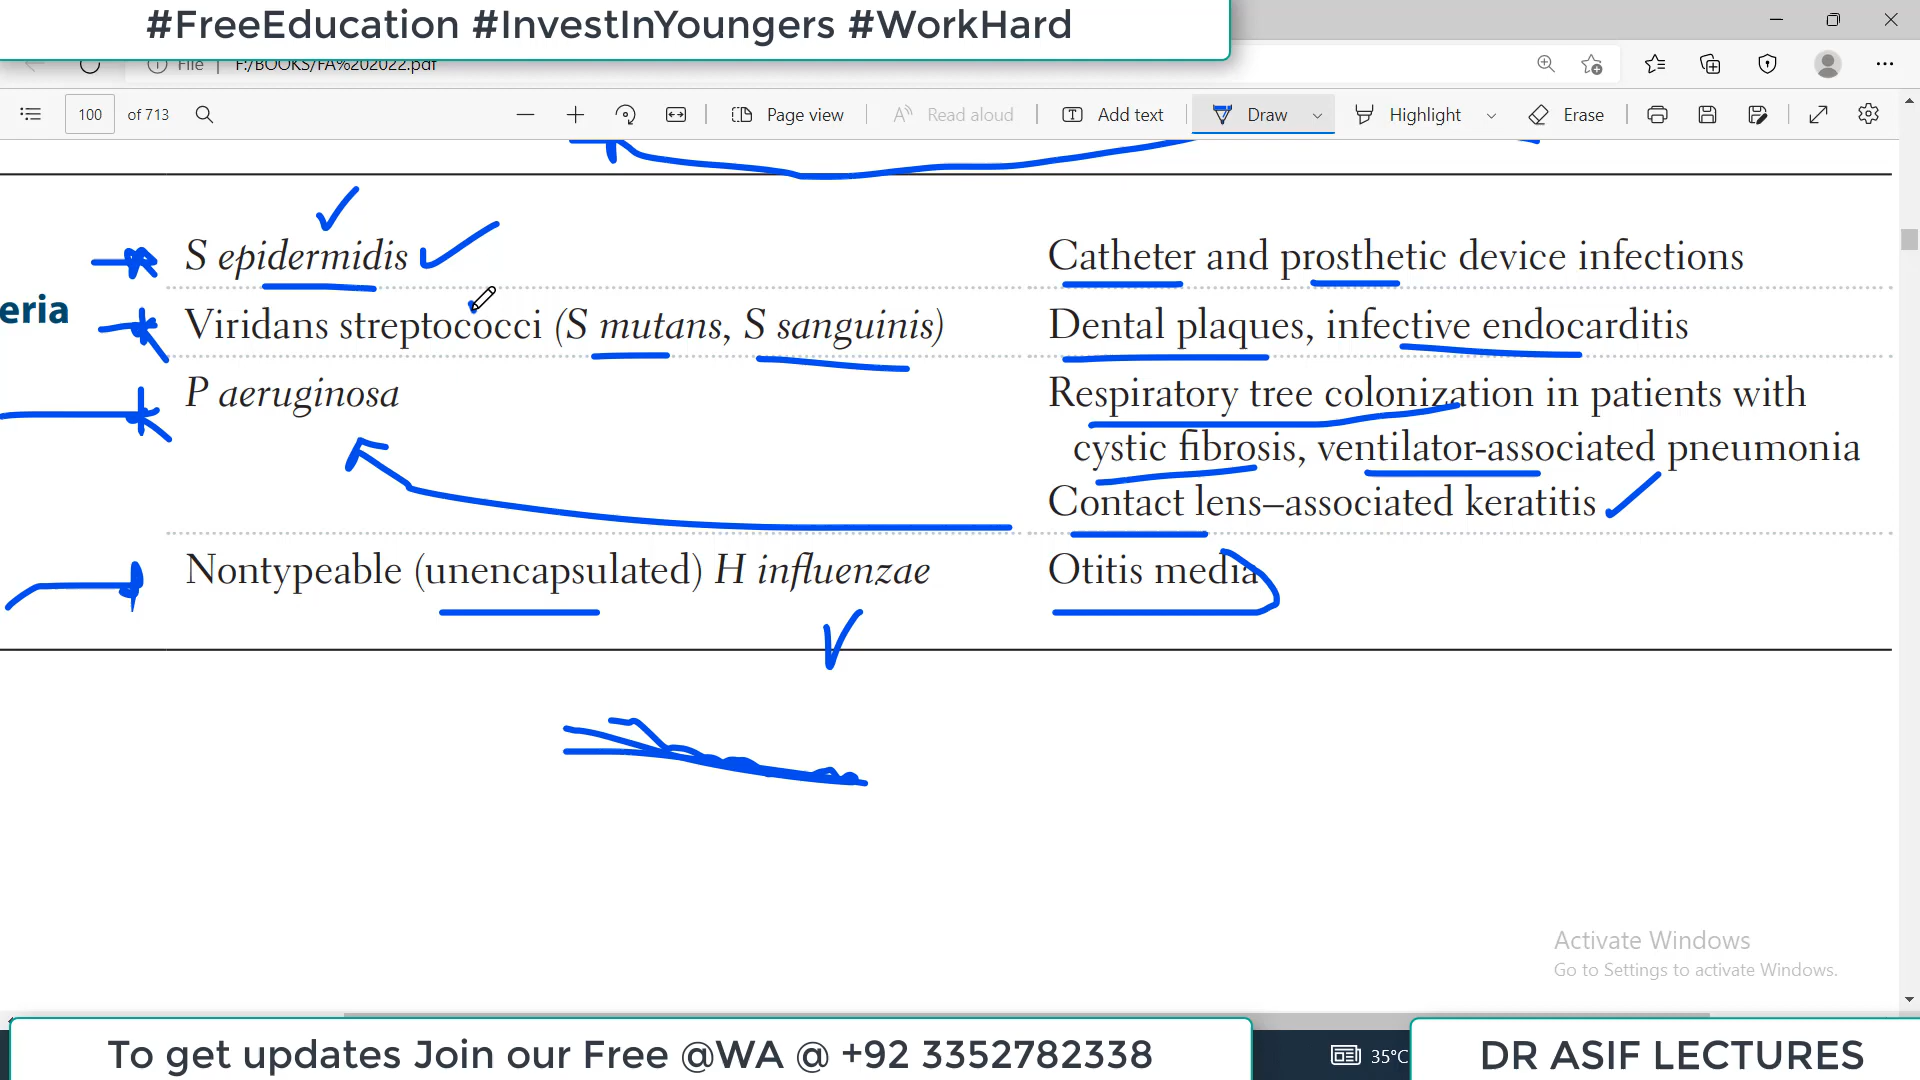 #FreeEducation #InvestInYoungers #WorkHard
File | F:/BOOKS/FA%202022.pdf
100 of 713 Page view Read aloud Add text Draw Highlight Erase
S epidermidis Catheter and prosthetic device infections
eria Viridans streptococci (S mutans, S sanguinis) Dental plaques, infective endocarditis
P aeruginosa Respiratory tree colonization in patients with
cystic fibrosis, ventilator-associated pneumonia
Contact lens–associated keratitis
Nontypeable (unencapsulated) H influenzae Otitis media
Activate Windows
Go to Settings to activate Windows.
To get updates Join our Free @WA @ +92 3352782338
35°C
DR ASIF LECTURES